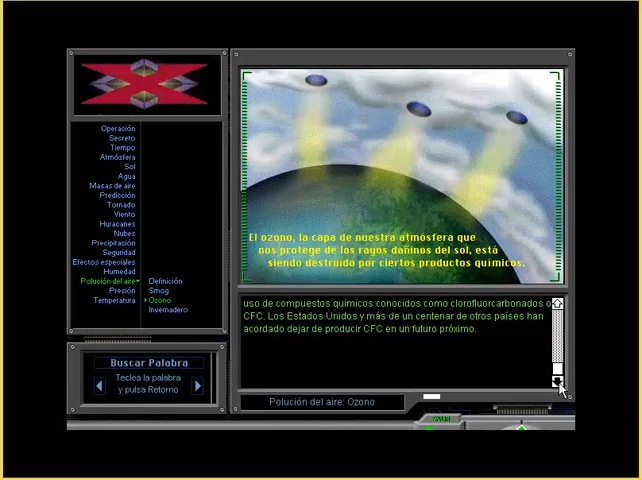 Operación
Secreto
Tiempo
Atmósfera
Sol
Agua
Masas de aire
Predicción
Tornado
Viento
Huracanes
Nubes
Precipitación
Seguridad
Efectos especiales
Humedad
Polución del aire
Presión
Temperatura
Definición
Smog
Ozono
Invernadero
Buscar Palabra
Teclea la palabra
y pulsa Retorno
El ozono, la capa de nuestra atmósfera que
nos protege de los rayos dañinos del sol, está
siendo destruído por ciertos productos químicos.
uso de compuestos químicos conocidos como clorofluorcarbonados o
CFC. Los Estados Unidos y más de un centenar de otros países han
acordado dejar de producir CFC en un futuro próximo.
Polución del aire: Ozono